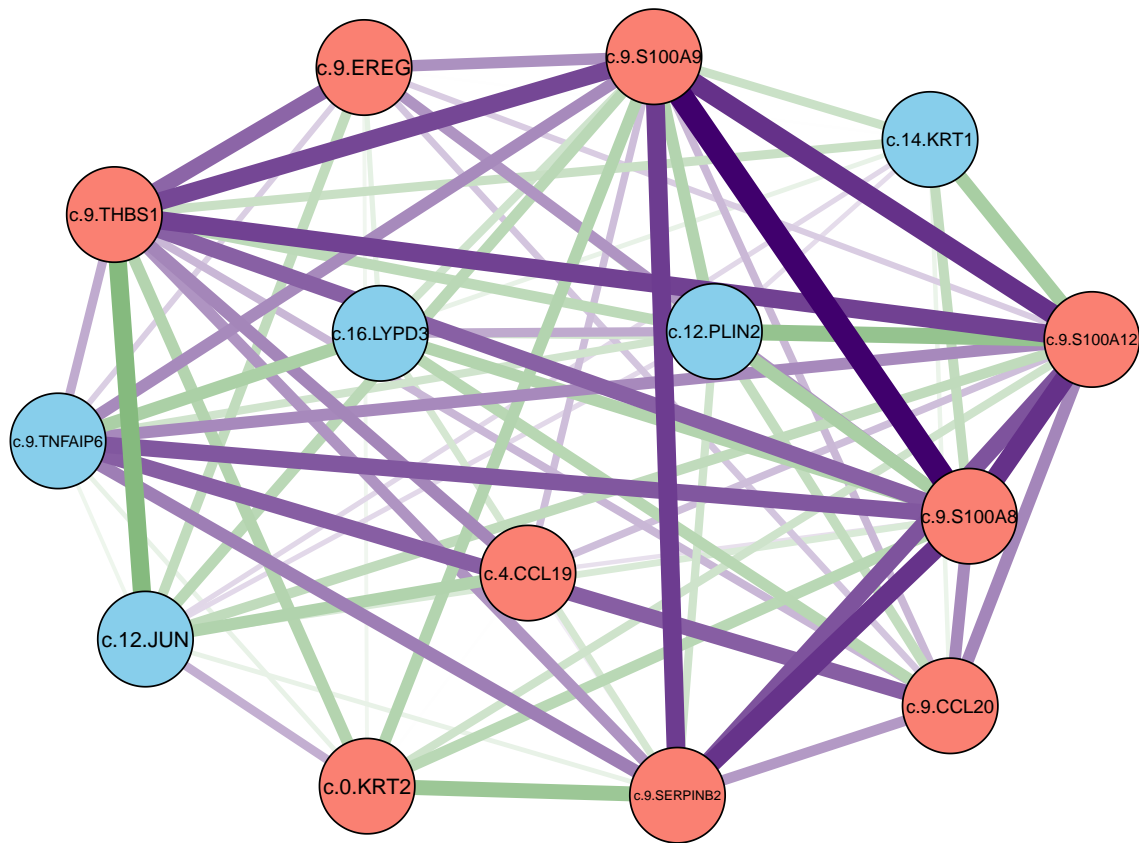 c.9.EREG
c.9.S100A9
c.14.KRT1
c.9.THBS1
c.16.LYPD3
c.12.PLIN2
c.9.S100A12
c.9.TNFAIP6
c.9.S100A8
c.4.CCL19
c.12.JUN
c.9.CCL20
c.0.KRT2
c.9.SERPINB2